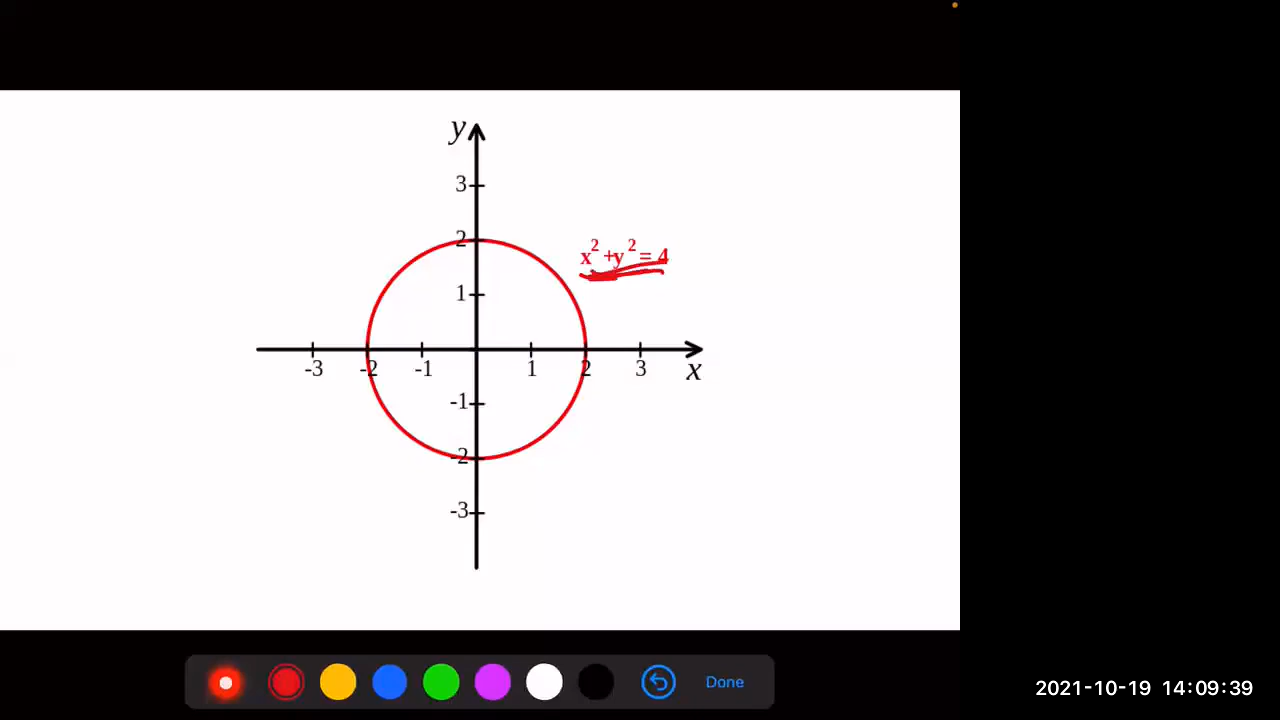 y
3
2
x² +y² = 4
1
-3 -2 -1 1 2 3
x
-1
-2
-3
Done
2021-10-19 14:09:39